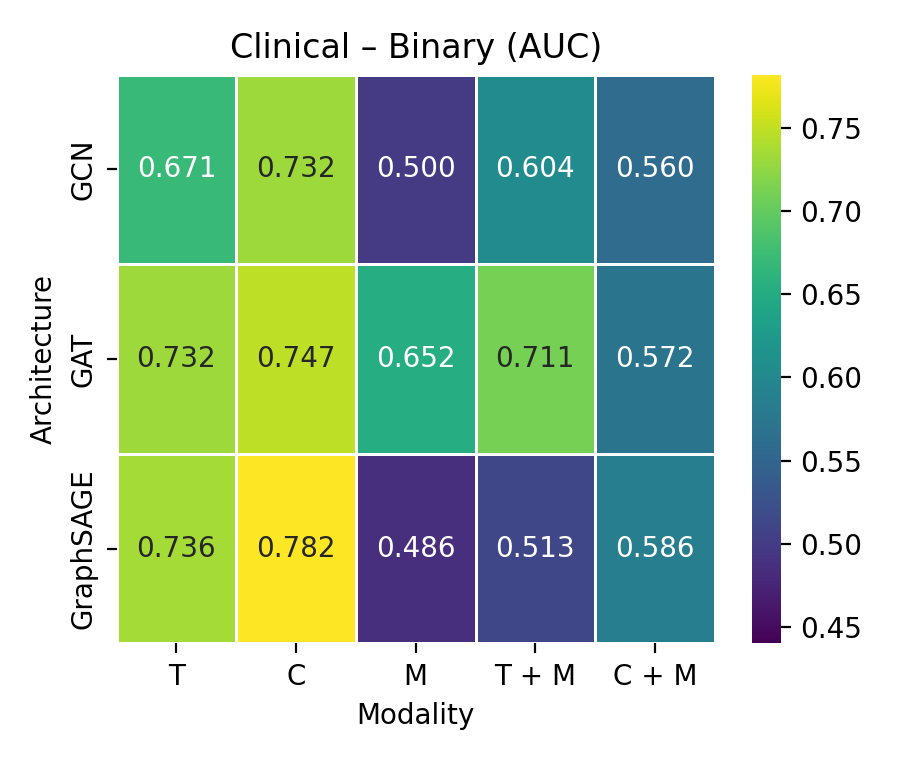 Clinical – Binary (AUC)
Architecture
GCN
0.671 0.732 0.500 0.604 0.560
GAT
0.732 0.747 0.652 0.711 0.572
GraphSAGE
0.736 0.782 0.486 0.513 0.586
T C M T + M C + M
Modality
0.75
0.70
0.65
0.60
0.55
0.50
0.45